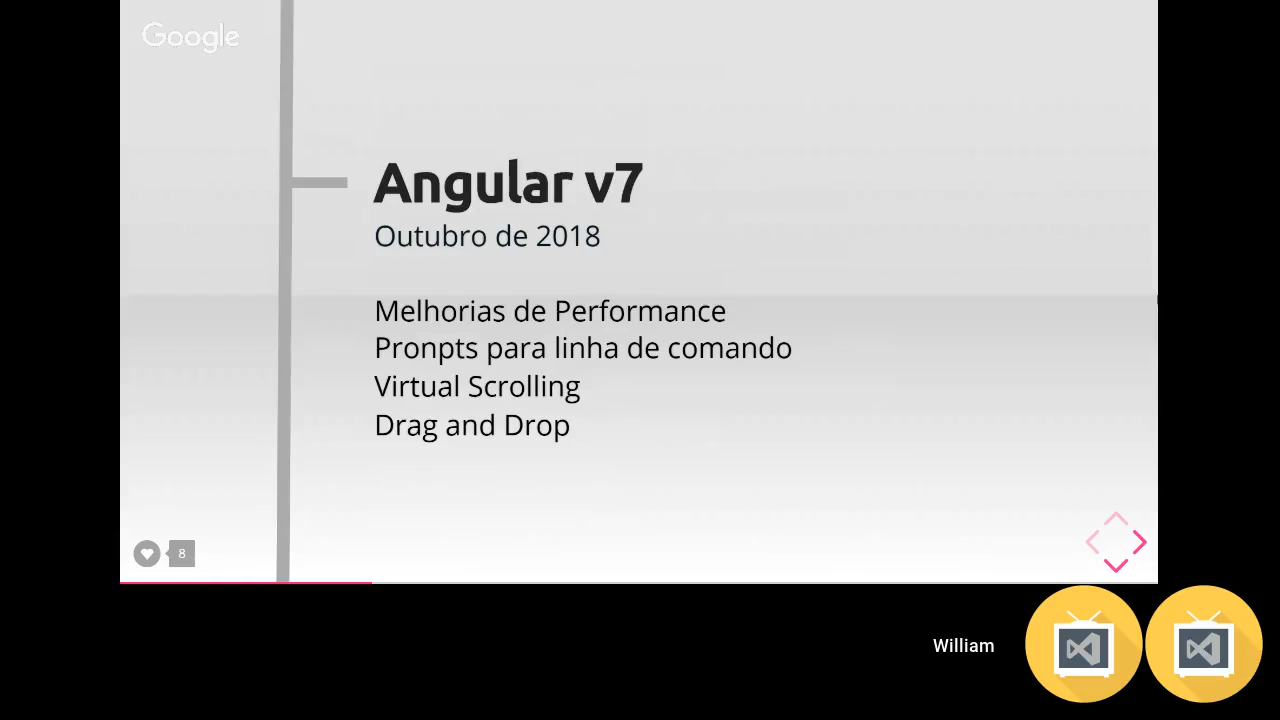 Google
Angular v7
Outubro de 2018
Melhorias de Performance
Pronpts para linha de comando
Virtual Scrolling
Drag and Drop
8
William